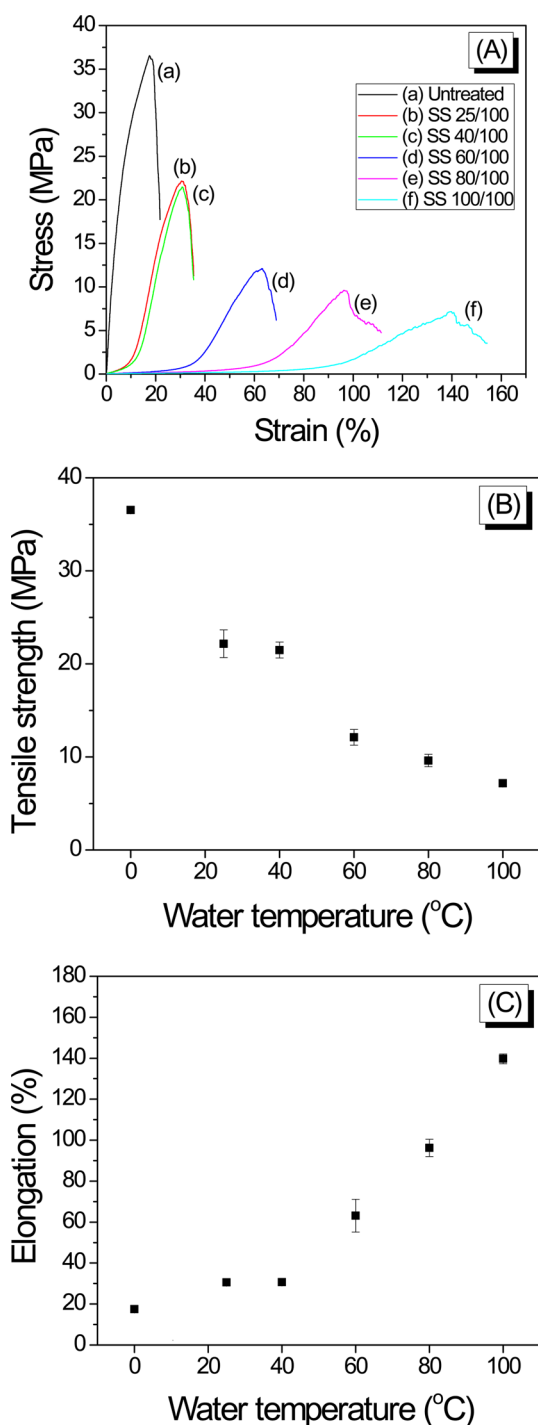 (A)
40
35
30
25
20
15
10
5
0
Stress (MPa)
(a)
(b)
(c)
(d)
(e)
(f)
(a) Untreated
(b) SS 25/100
(c) SS 40/100
(d) SS 60/100
(e) SS 80/100
(f) SS 100/100
0 20 40 60 80 100 120 140 160
Strain (%)
(B)
40
30
20
10
0
Tensile strength (MPa)
0 20 40 60 80 100
Water temperature (°C)
(C)
180
160
140
120
100
80
60
40
20
0
Elongation (%)
0 20 40 60 80 100
Water temperature (°C)